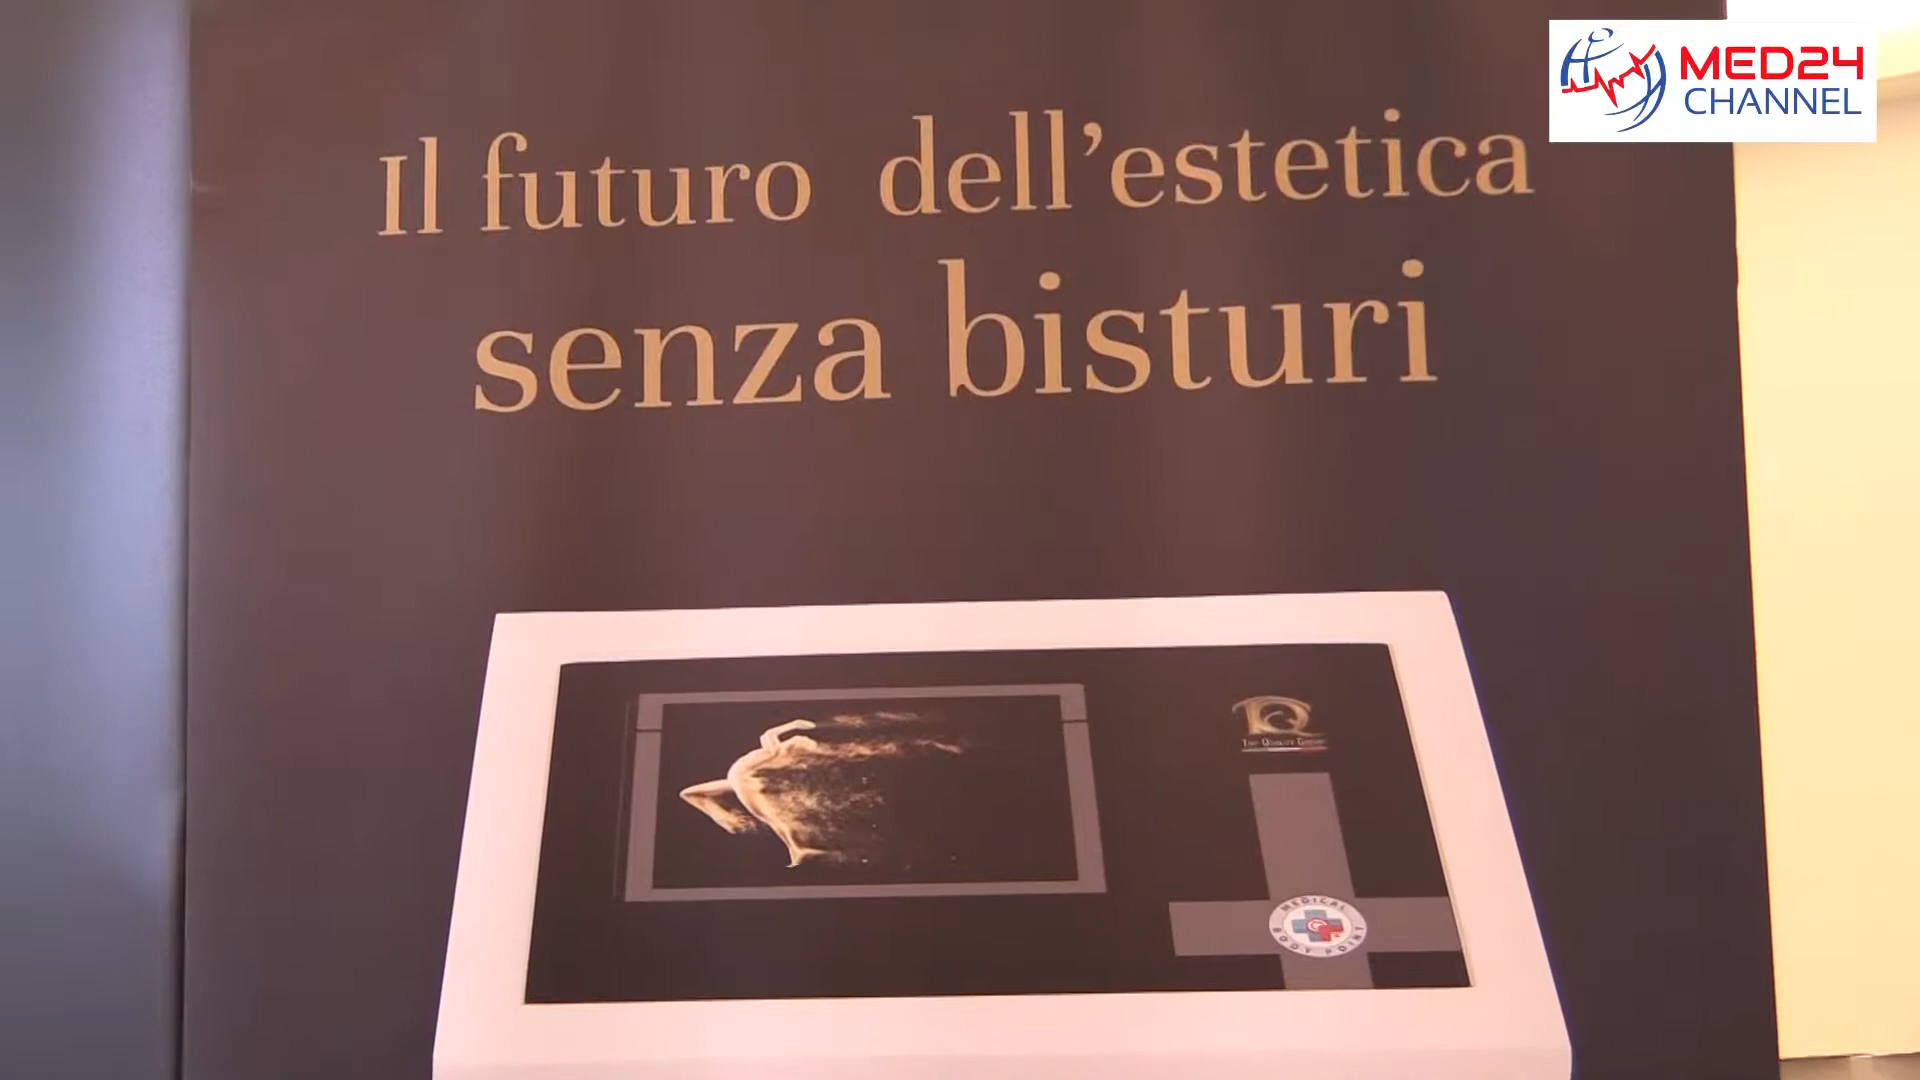 MED24
CHANNEL
Il futuro dell'estetica
senza bisturi
MEDICAL
BODY POINT